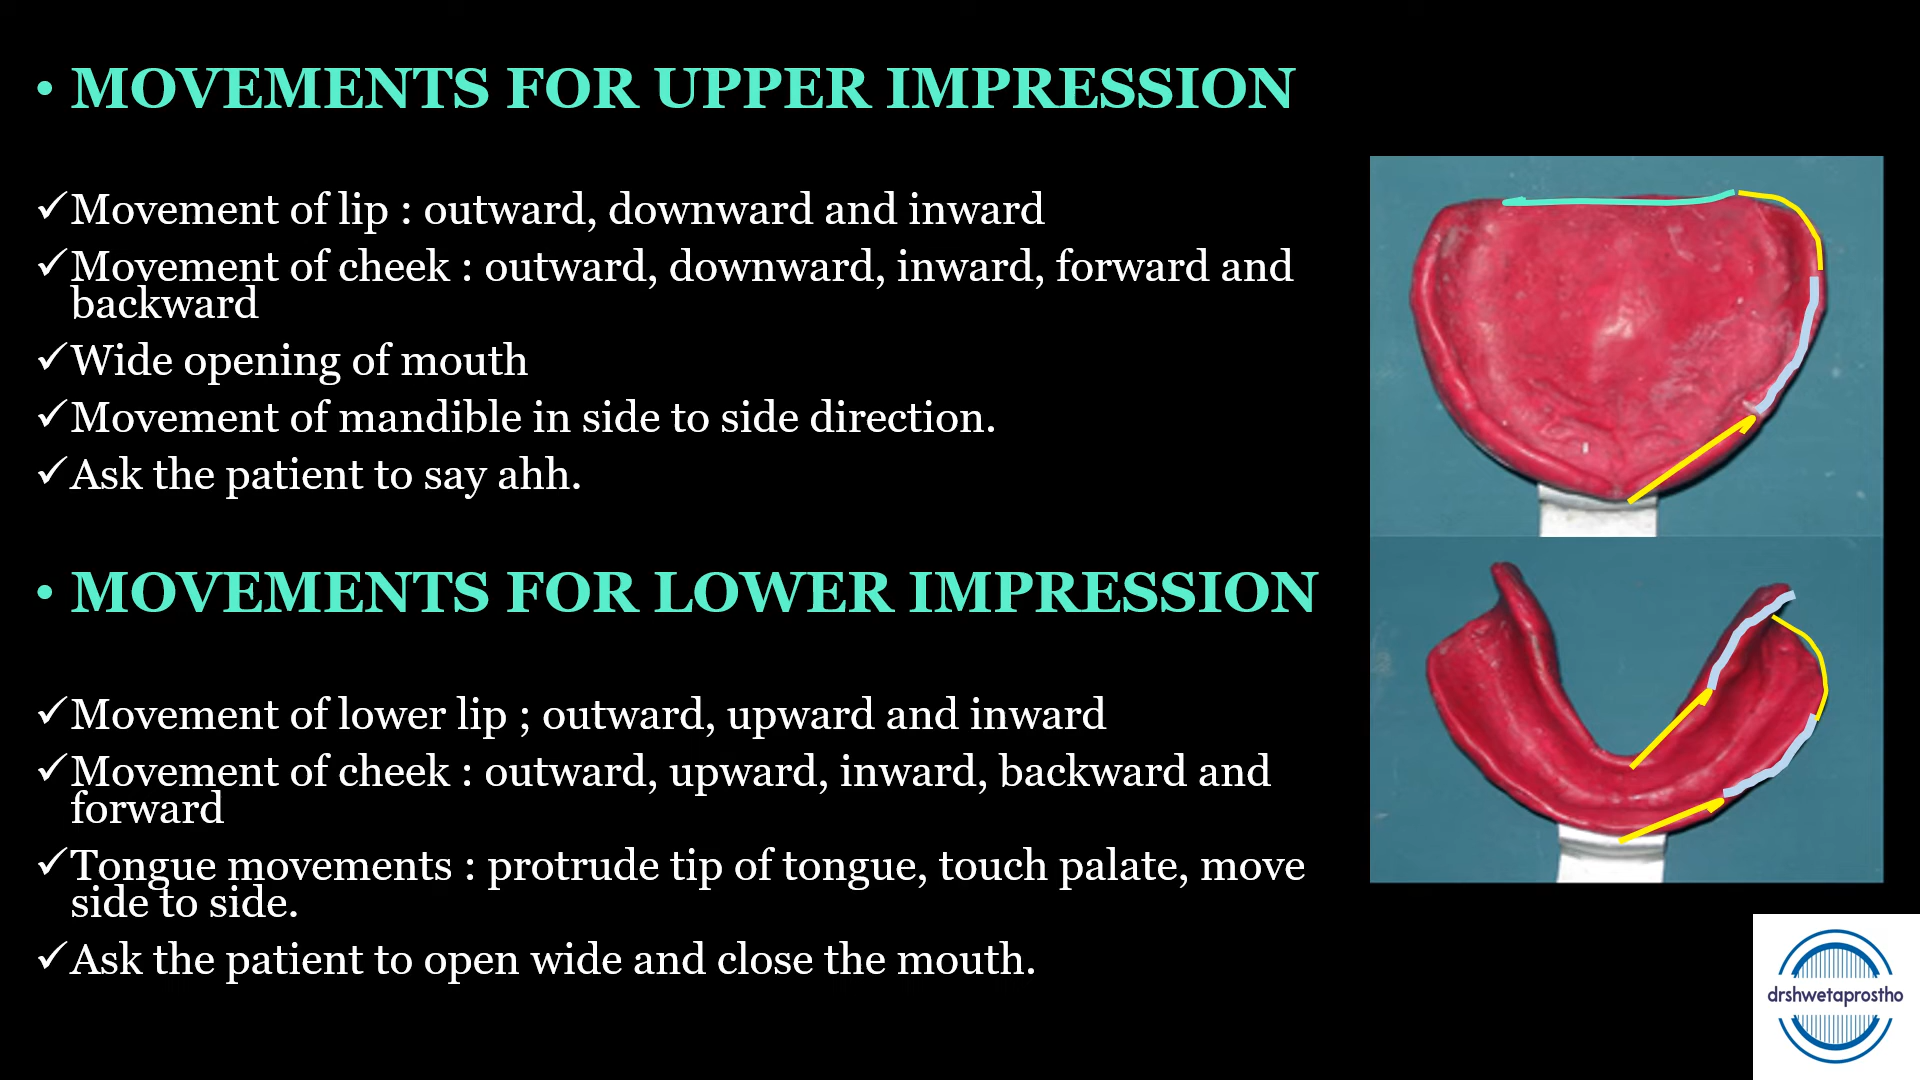 • MOVEMENTS FOR UPPER IMPRESSION
✓Movement of lip : outward, downward and inward
✓Movement of cheek : outward, downward, inward, forward and
backward
✓Wide opening of mouth
✓Movement of mandible in side to side direction.
✓Ask the patient to say ahh.
• MOVEMENTS FOR LOWER IMPRESSION
✓Movement of lower lip ; outward, upward and inward
✓Movement of cheek : outward, upward, inward, backward and
forward
✓Tongue movements : protrude tip of tongue, touch palate, move
side to side.
✓Ask the patient to open wide and close the mouth.
drshwetaprostho